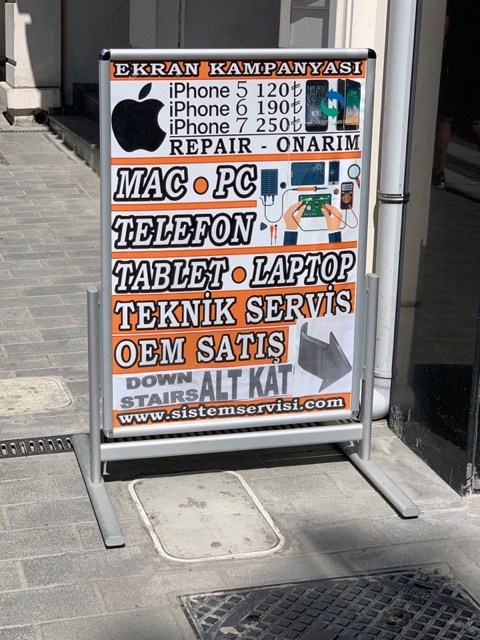 EKRAN KAMPANYASI
iPhone 5 120₺
iPhone 6 190₺
iPhone 7 250₺
REPAIR - ONARIM
MAC • PC
TELEFON
TABLET • LAPTOP
TEKNİK SERVİS
OEM SATIŞ
DOWN STAIRS ALT KAT
www.sistemservisi.com